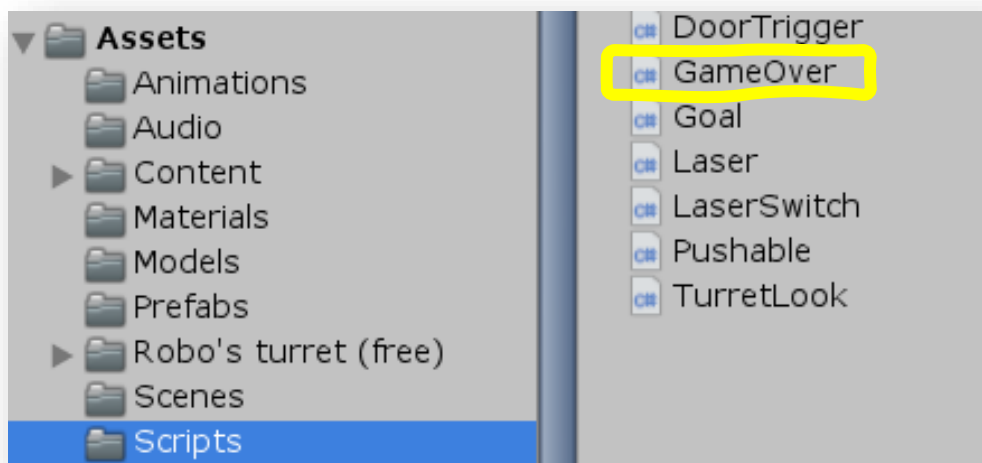 Assets
Animations
Audio
Content
Materials
Models
Prefabs
Robo's turret (free)
Scenes
Scripts
C# DoorTrigger
C# GameOver
C# Goal
C# Laser
C# LaserSwitch
C# Pushable
C# TurretLook